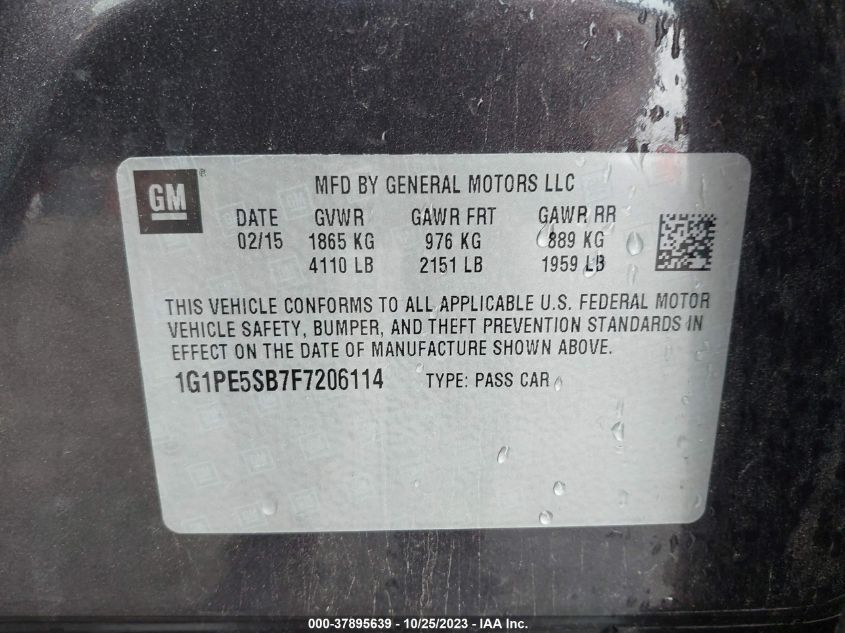 GM ®
MFD BY GENERAL MOTORS LLC
DATE GVWR GAWR FRT GAWR RR
02/15 1865 KG 976 KG 889 KG
4110 LB 2151 LB 1959 LB
THIS VEHICLE CONFORMS TO ALL APPLICABLE U.S. FEDERAL MOTOR
VEHICLE SAFETY, BUMPER, AND THEFT PREVENTION STANDARDS IN
EFFECT ON THE DATE OF MANUFACTURE SHOWN ABOVE.
1G1PE5SB7F7206114 TYPE: PASS CAR
000-37895639 - 10/25/2023 - IAA Inc.